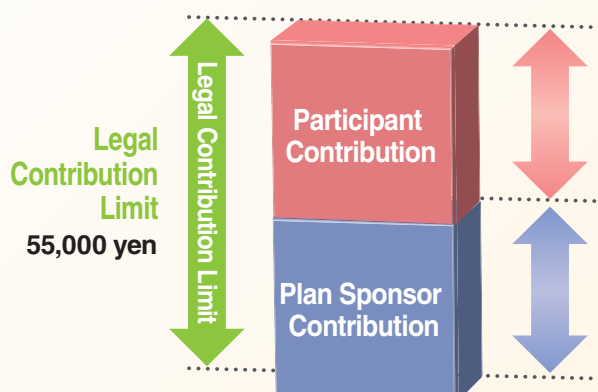 Legal
Contribution
Limit
55,000 yen
Legal Contribution Limit
Participant
Contribution
Plan Sponsor
Contribution